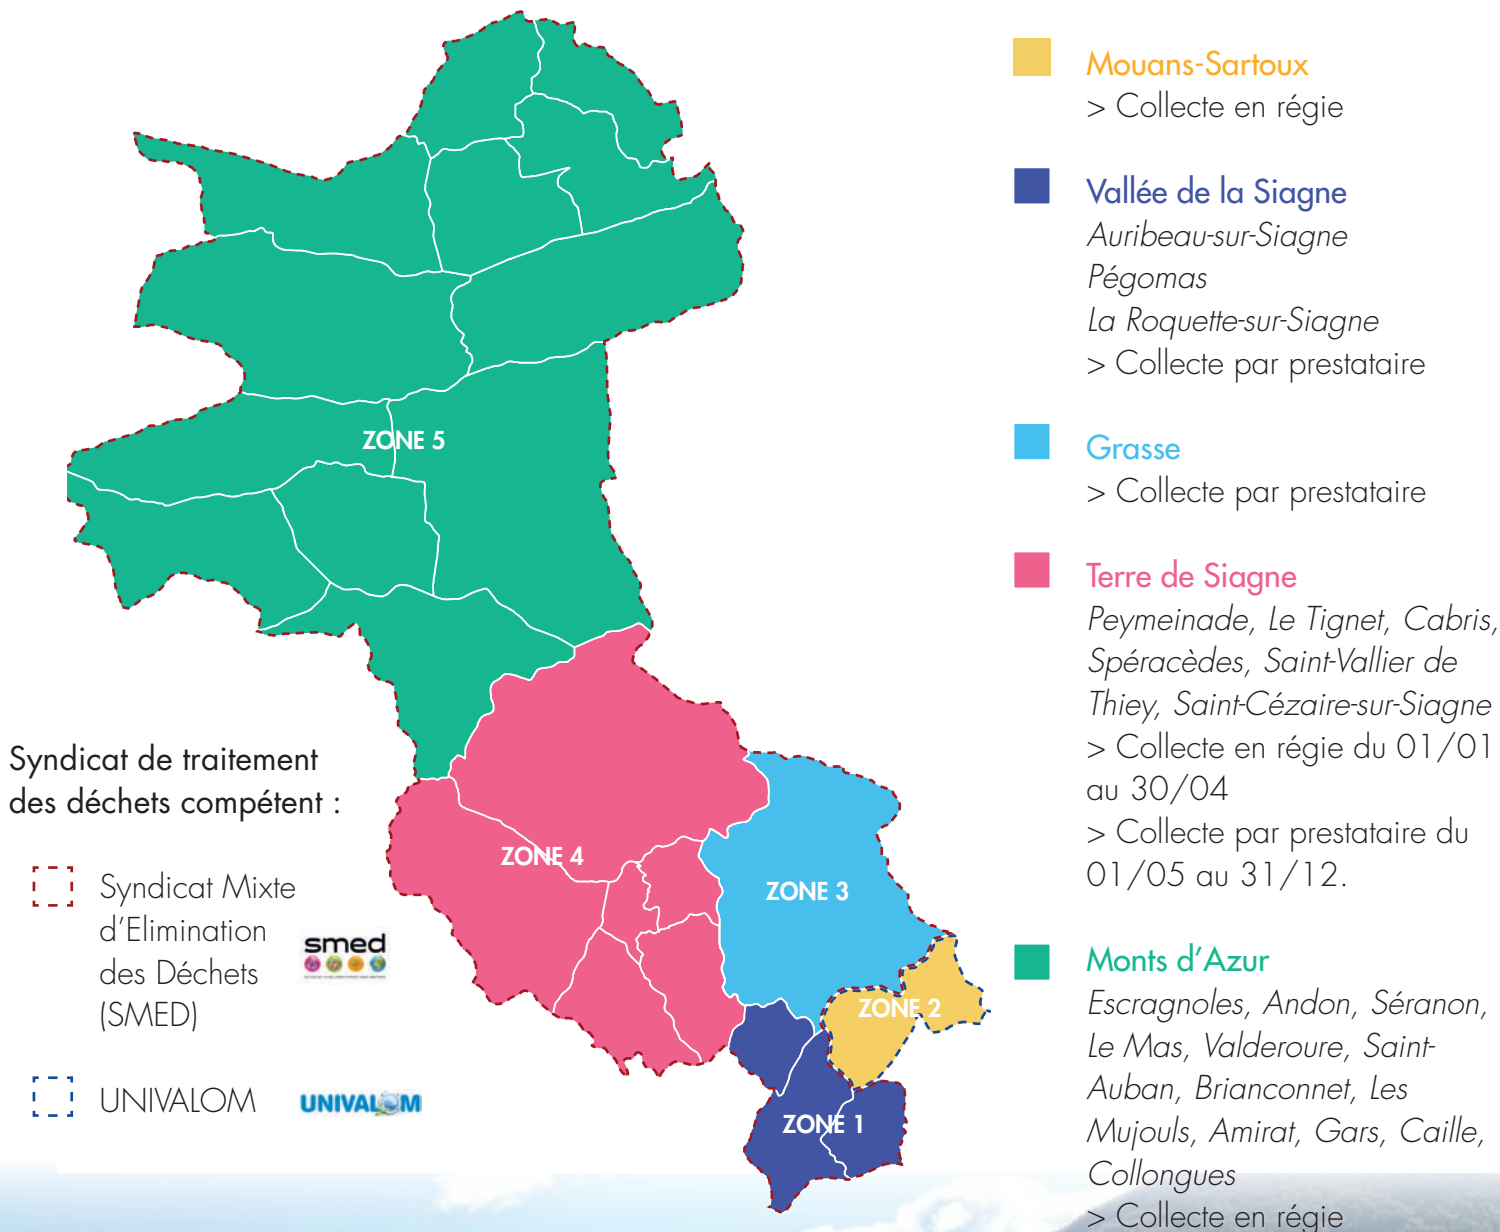 Mouans-Sartoux
> Collecte en régie
Vallée de la Siagne
Auribeau-sur-Siagne
Pégomas
La Roquette-sur-Siagne
> Collecte par prestataire
Grasse
> Collecte par prestataire
Terre de Siagne
Peymeinade, Le Tignet, Cabris,
Spéracèdes, Saint-Vallier de
Thiey, Saint-Cézaire-sur-Siagne
> Collecte en régie du 01/01
au 30/04
> Collecte par prestataire du
01/05 au 31/12.
Monts d'Azur
Escragnoles, Andon, Séranon,
Le Mas, Valderoure, Saint-
Auban, Brianconnet, Les
Mujouls, Amirat, Gars, Caille,
Collongues
> Collecte en régie
ZONE 5
ZONE 4
ZONE 3
ZONE 2
ZONE 1
Syndicat de traitement
des déchets compétent :
Syndicat Mixte
d'Elimination
des Déchets
(SMED)
smed
UNIVALOM
UNIVALOM